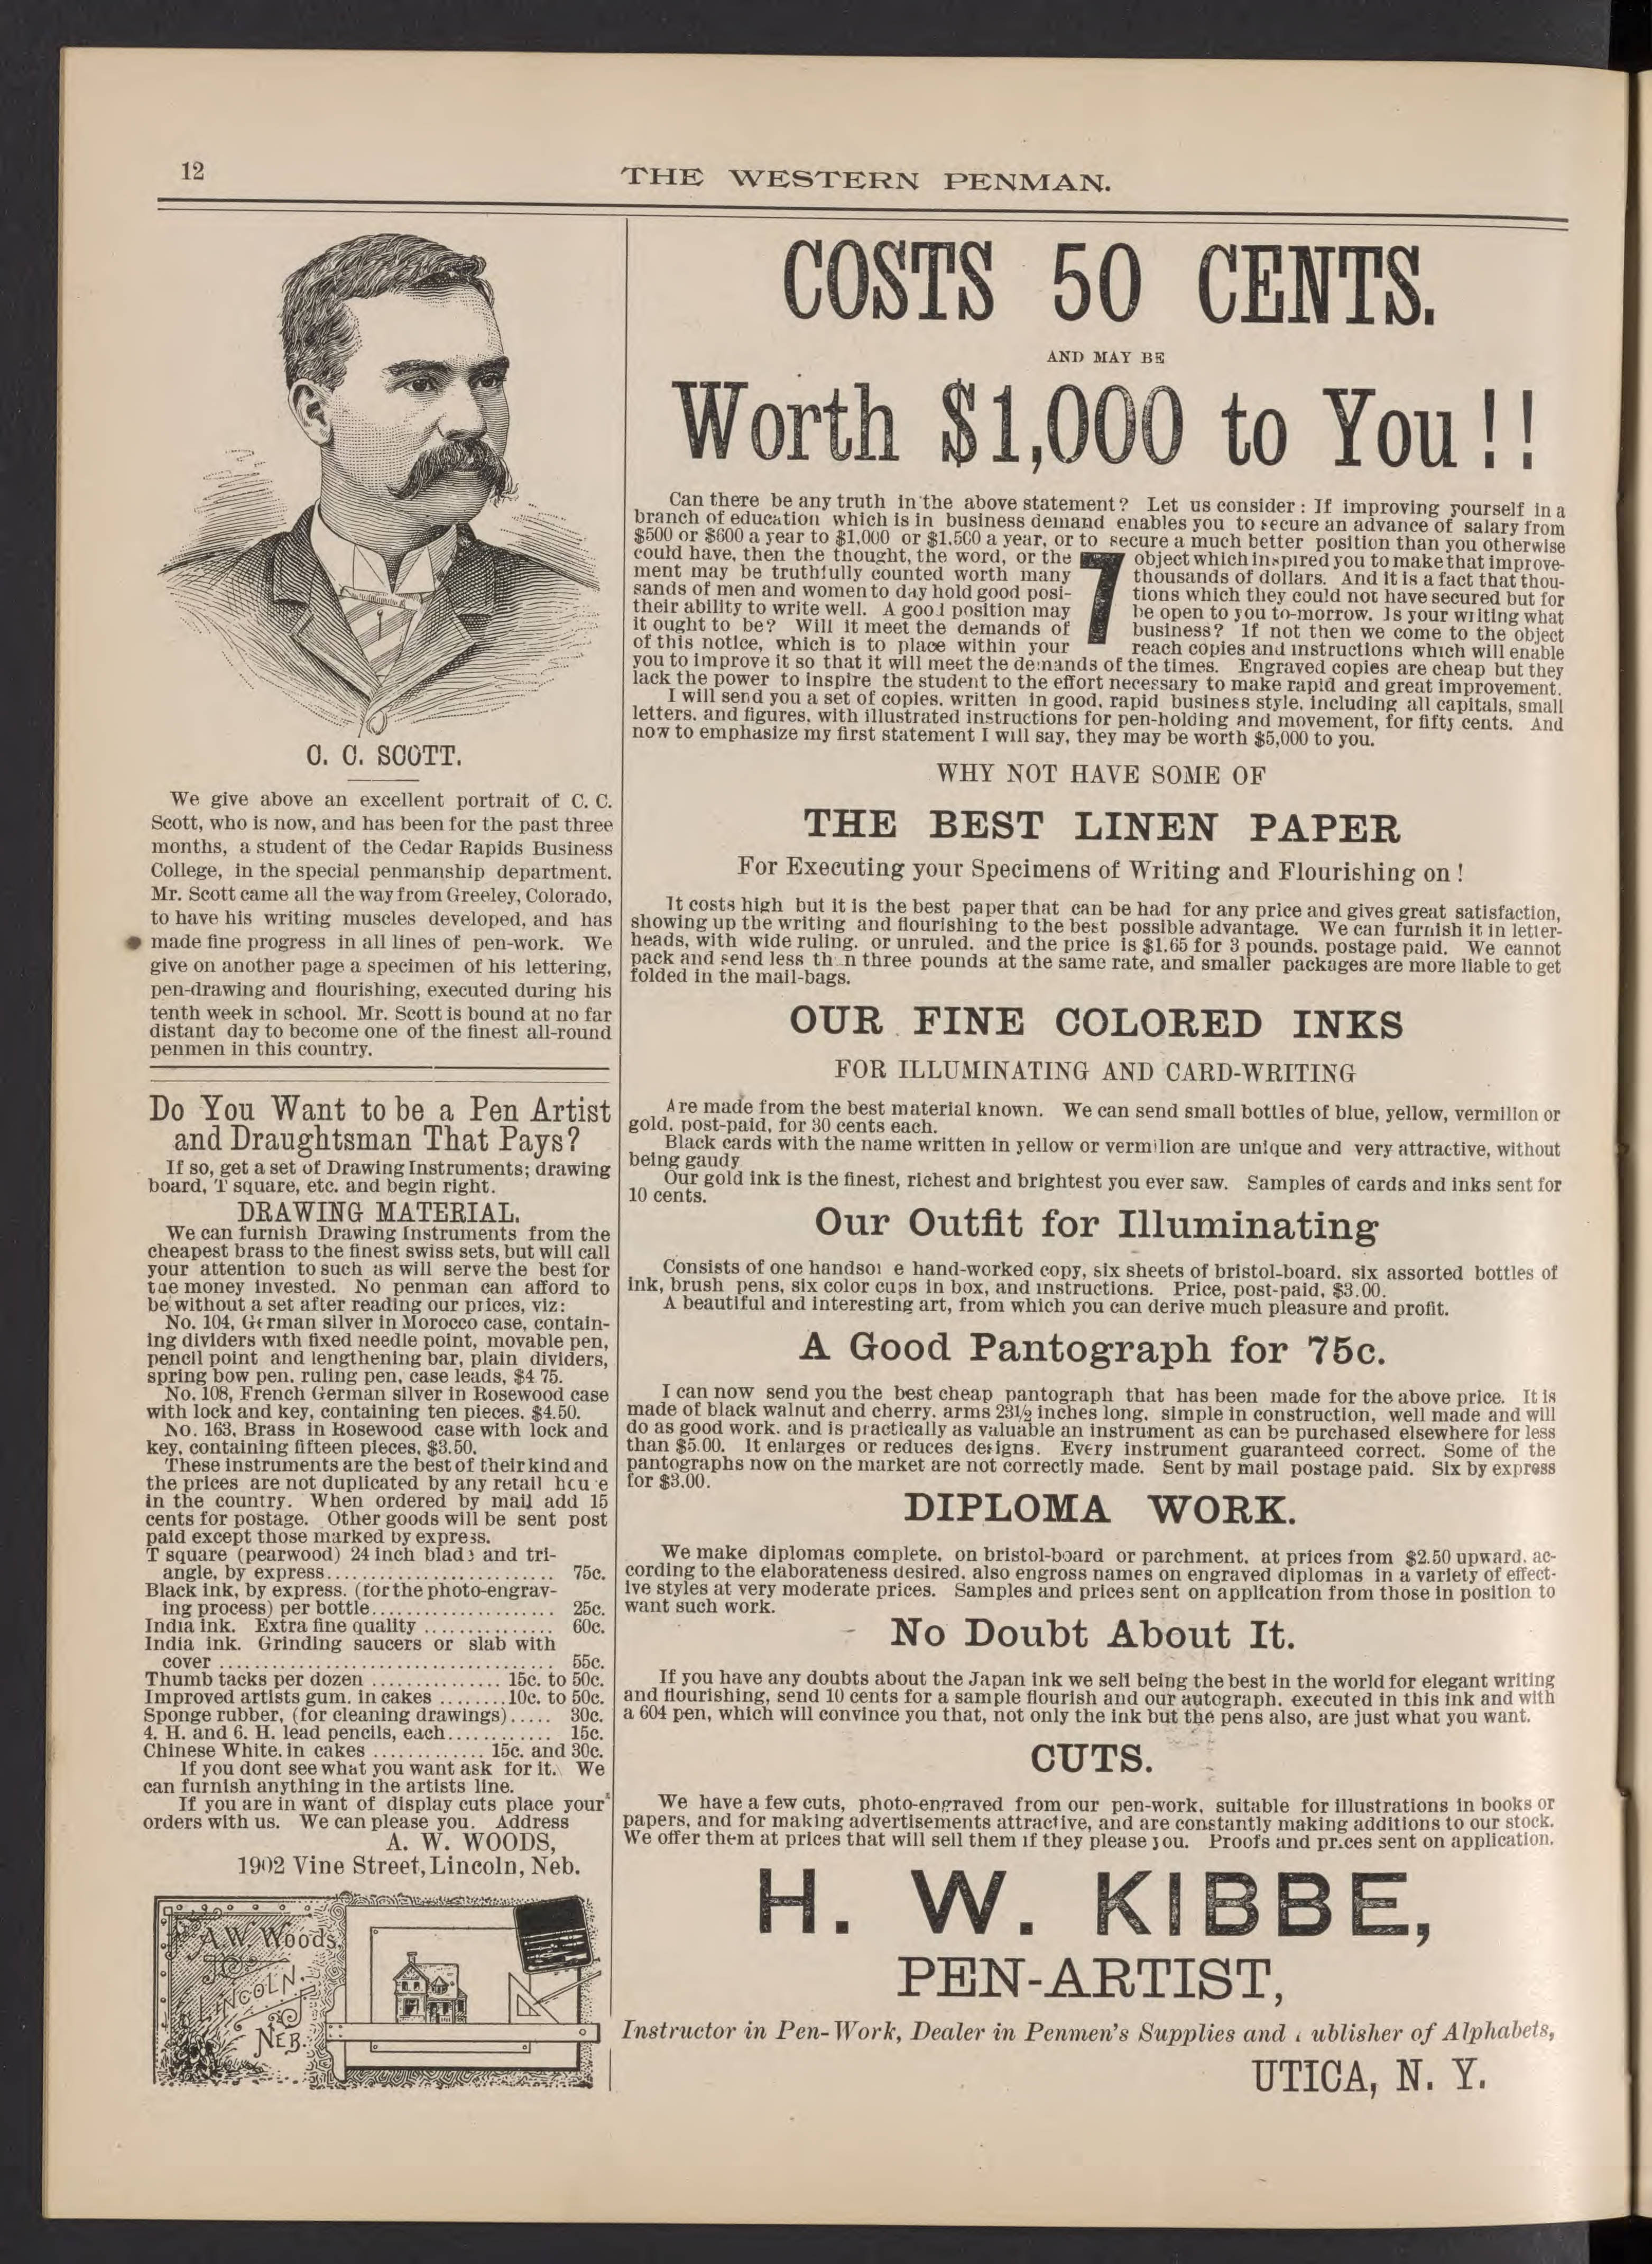 12
THE WESTERN PENMAN.
C. C. SCOTT.
We give above an excellent portrait of C. C.
Scott, who is now, and has been for the past three
months, a student of the Cedar Rapids Business
College, in the special penmanship department.
Mr. Scott came all the way from Greeley, Colorado,
to have his writing muscles developed, and has
made fine progress in all lines of pen-work. We
give on another page a specimen of his lettering,
pen-drawing and flourishing, executed during his
tenth week in school. Mr. Scott is bound at no far
distant day to become one of the finest all-round
penmen in this country.
Do You Want to be a Pen Artist
and Draughtsman That Pays?
If so, get a set of Drawing Instruments; drawing
board, T square, etc. and begin right.
DRAWING MATERIAL.
We can furnish Drawing Instruments from the
cheapest brass to the finest swiss sets, but will call
your attention to such as will serve the best for
tae money invested. No penman can afford to
be without a set after reading our prices, viz:
No. 104, German silver in Morocco case, contain-
ing dividers with fixed needle point, movable pen,
pencil point and lengthening bar, plain dividers,
spring bow pen, ruling pen, case leads, $4 75.
No. 108, French German silver in Rosewood case
with lock and key, containing ten pieces. $4.50.
No. 163, Brass in Rosewood case with lock and
key, containing fifteen pieces, $3.50.
These instruments are the best of their kind and
the prices are not duplicated by any retail hcu e
in the country. When ordered by mail add 15
cents for postage. Other goods will be sent post
paid except those marked by express.
T square (pearwood) 24 inch blade and tri-
angle, by express.......................... 75c.
Black ink, by express. (for the photo-engrav-
ing process) per bottle..................... 25c.
India ink. Extra fine quality ............... 60c.
India ink. Grinding saucers or slab with
cover ...................................... 55c.
Thumb tacks per dozen ............... 15c. to 50c.
Improved artists gum. in cakes ........10c. to 50c.
Sponge rubber, (for cleaning drawings)..... 30c.
4. H. and 6. H. lead pencils, each............ 15c.
Chinese White. in cakes ............. 15c. and 30c.
If you dont see what you want ask for it. We
can furnish anything in the artists line.
If you are in want of display cuts place your
orders with us. We can please you. Address
A. W. WOODS,
1902 Vine Street, Lincoln, Neb.
A.W. Woods.
LINCOLN.
NEB.
COSTS 50 CENTS.
AND MAY BE
Worth $1,000 to You!!
Can there be any truth in the above statement? Let us consider: If improving yourself in a
branch of education which is in business demand enables you to secure an advance of salary from
$500 or $600 a year to $1,000 or $1,500 a year, or to secure a much better position than you otherwise
could have, then the thought, the word, or the object which inspired you to make that improve-
ment may be truthfully counted worth many thousands of dollars. And it is a fact that thou-
sands of men and women to day hold good posi- 7 tions which they could not have secured but for
their ability to write well. A good position may be open to you to-morrow. Is your writing what
it ought to be? Will it meet the demands of business? If not then we come to the object
of this notice, which is to place within your reach copies and instructions which will enable
you to improve it so that it will meet the demands of the times. Engraved copies are cheap but they
lack the power to inspire the student to the effort necessary to make rapid and great improvement.
I will send you a set of copies. written in good, rapid business style, including all capitals, small
letters, and figures, with illustrated instructions for pen-holding and movement, for fifty cents. And
now to emphasize my first statement I will say, they may be worth $5,000 to you.
WHY NOT HAVE SOME OF
THE BEST LINEN PAPER
For Executing your Specimens of Writing and Flourishing on!
It costs high but it is the best paper that can be had for any price and gives great satisfaction,
showing up the writing and flourishing to the best possible advantage. We can furnish it in letter-
heads, with wide ruling, or unruled, and the price is $1.65 for 3 pounds, postage paid. We cannot
pack and send less th n three pounds at the same rate, and smaller packages are more liable to get
folded in the mail-bags.
OUR FINE COLORED INKS
FOR ILLUMINATING AND CARD-WRITING
Are made from the best material known. We can send small bottles of blue, yellow, vermilion or
gold. post-paid, for 30 cents each.
Black cards with the name written in yellow or vermilion are unique and very attractive, without
being gaudy
Our gold ink is the finest, richest and brightest you ever saw. Samples of cards and inks sent for
10 cents.
Our Outfit for Illuminating
Consists of one handsoi e hand-worked copy, six sheets of bristol-board, six assorted bottles of
ink, brush pens, six color cups in box, and instructions. Price, post-paid, $3.00.
A beautiful and interesting art, from which you can derive much pleasure and profit.
A Good Pantograph for 75c.
I can now send you the best cheap pantograph that has been made for the above price. It is
made of black walnut and cherry, arms 23½ inches long, simple in construction, well made and will
do as good work, and is practically as valuable an instrument as can be purchased elsewhere for less
than $5.00. It enlarges or reduces designs. Every instrument guaranteed correct. Some of the
pantographs now on the market are not correctly made. Sent by mail postage paid. Six by express
for $3.00.
DIPLOMA WORK.
We make diplomas complete, on bristol-board or parchment, at prices from $2.50 upward, ac-
cording to the elaborateness desired, also engross names on engraved diplomas in a variety of effect-
ive styles at very moderate prices. Samples and prices sent on application from those in position to
want such work.
No Doubt About It.
If you have any doubts about the Japan ink we sell being the best in the world for elegant writing
and flourishing, send 10 cents for a sample flourish and our autograph, executed in this ink and with
a 604 pen, which will convince you that, not only the ink but the pens also, are just what you want.
CUTS.
We have a few cuts, photo-engraved from our pen-work, suitable for illustrations in books or
papers, and for making advertisements attractive, and are constantly making additions to our stock.
We offer them at prices that will sell them if they please you. Proofs and prices sent on application.
H. W. KIBBE,
PEN-ARTIST,
Instructor in Pen-Work, Dealer in Penmen's Supplies and ublisher of Alphabets,
UTICA, N. Y.